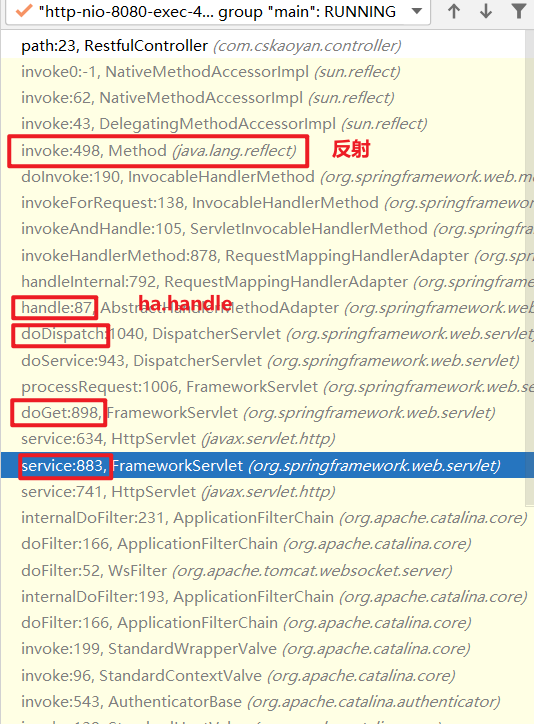 "http-nio-8080-exec-4... group "main": RUNNING
path:23, RestfulController (com.cskaoyan.controller)
invoke0:-1, NativeMethodAccessorImpl (sun.reflect)
invoke:62, NativeMethodAccessorImpl (sun.reflect)
invoke:43, DelegatingMethodAccessorImpl (sun.reflect)
invoke:498, Method (java.lang.reflect) 反射
doInvoke:190, InvocableHandlerMethod (org.springframework.web.me
invokeForRequest:138, InvocableHandlerMethod (org.springframewo
invokeAndHandle:105, ServletInvocableHandlerMethod (org.springf
invokeHandlerMethod:878, RequestMappingHandlerAdapter (org.sp
handleInternal:792, RequestMappingHandlerAdapter (org.springfra
handle:87, AbstractHandlerMethodAdapter (org.springframework.w
ha.handle
doDispatch:1040, DispatcherServlet (org.springframework.web.servlet)
doService:943, DispatcherServlet (org.springframework.web.servlet)
processRequest:1006, FrameworkServlet (org.springframework.web.se
doGet:898, FrameworkServlet (org.springframework.web.servlet)
service:634, HttpServlet (javax.servlet.http)
service:883, FrameworkServlet (org.springframework.web.servlet)
service:741, HttpServlet (javax.servlet.http)
internalDoFilter:231, ApplicationFilterChain (org.apache.catalina.core)
doFilter:166, ApplicationFilterChain (org.apache.catalina.core)
doFilter:52, WsFilter (org.apache.tomcat.websocket.server)
internalDoFilter:193, ApplicationFilterChain (org.apache.catalina.core)
doFilter:166, ApplicationFilterChain (org.apache.catalina.core)
invoke:199, StandardWrapperValve (org.apache.catalina.core)
invoke:96, StandardContextValve (org.apache.catalina.core)
invoke:543, AuthenticatorBase (org.apache.catalina.authenticator)